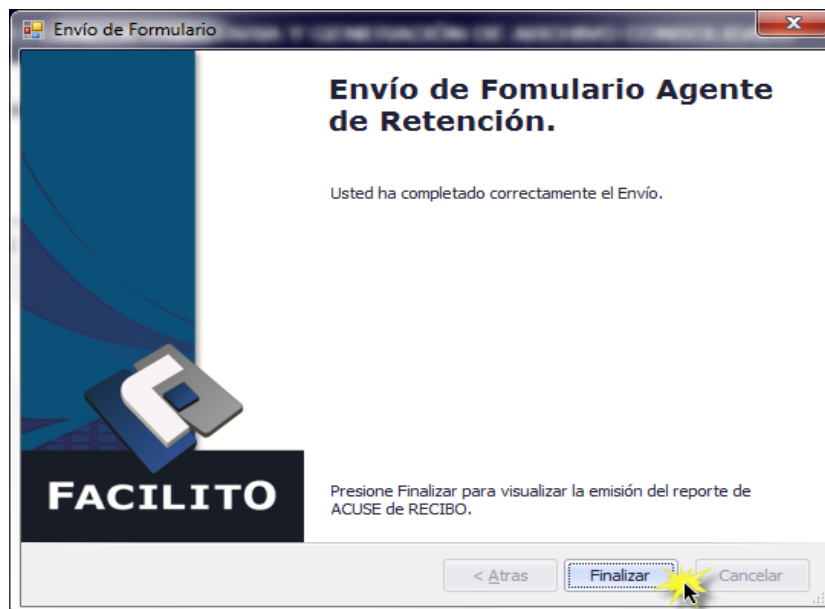 Envío de Formulario
Envío de Fomulario Agente
de Retención.
Usted ha completado correctamente el Envío.
FACILITO
Presione Finalizar para visualizar la emisión del reporte de
ACUSE de RECIBO.
< Atras
Finalizar
Cancelar